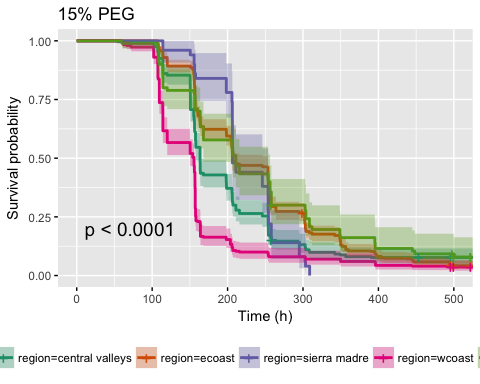 15% PEG
Survival probability
1.00
0.75
0.50
0.25
0.00
p < 0.0001
0 100 200 300 400 500
Time (h)
region=central valleys region=ecoast region=sierra madre region=wcoast